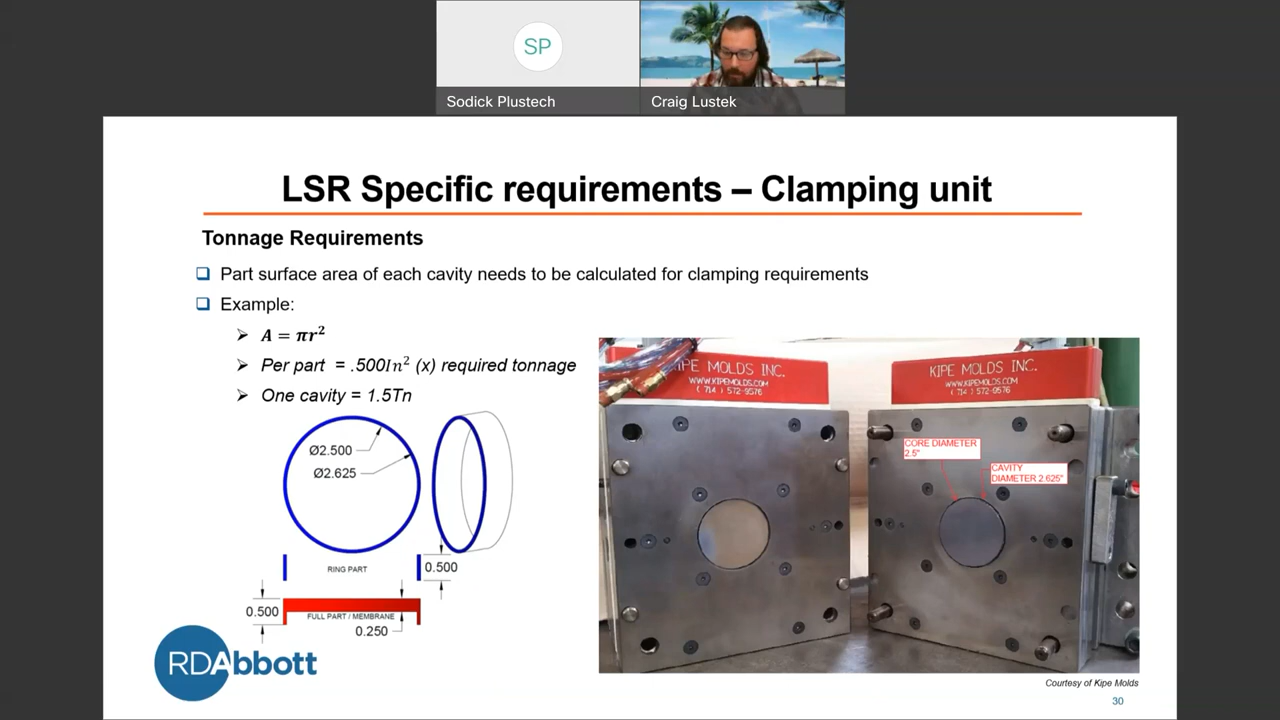 SP
Sodick Plustech
Craig Lustek
LSR Specific requirements – Clamping unit
Tonnage Requirements
Part surface area of each cavity needs to be calculated for clamping requirements
Example:
A = πr²
Per part = .500In² (x) required tonnage
One cavity = 1.5Tn
Ø2.500
Ø2.625
RING PART
0.500
0.500
FULL PART / MEMBRANE
0.250
KIPE MOLDS INC.
WWW.KIPEMOLDS.COM
( 714 ) 572-9576
KIPE MOLDS INC.
WWW.KIPEMOLDS.COM
( 714 ) 572-9576
CORE DIAMETER
2.5"
CAVITY
DIAMETER 2.625"
RDAbbott
Courtesy of Kipe Molds
30